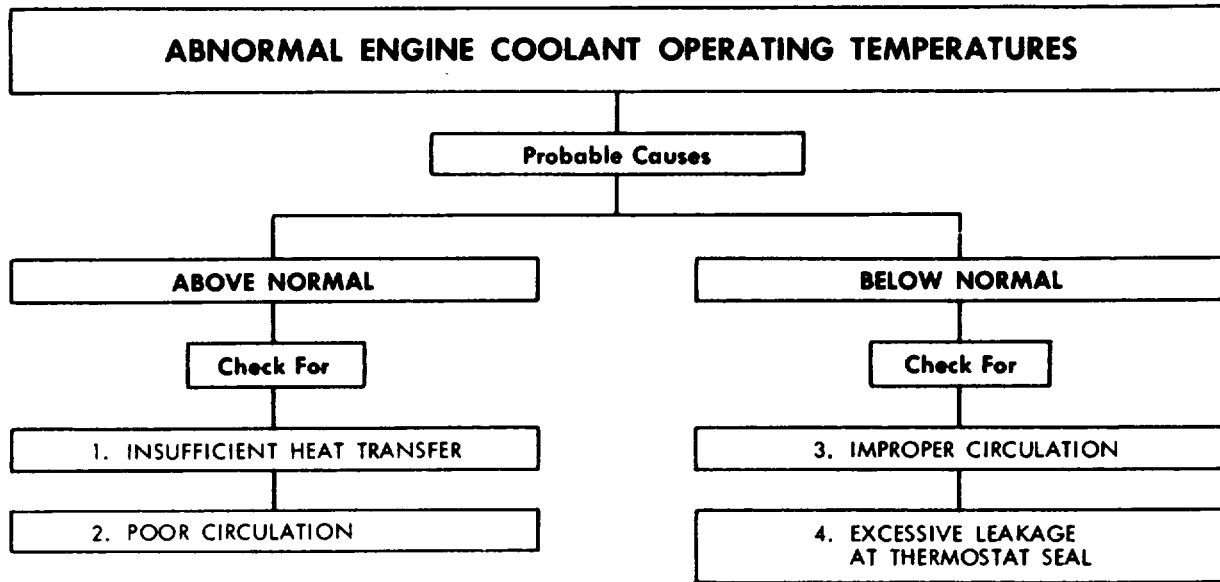 ABNORMAL ENGINE COOLANT OPERATING TEMPERATURES
Probable Causes
ABOVE NORMAL
Check For
1. INSUFFICIENT HEAT TRANSFER
2. POOR CIRCULATION
BELOW NORMAL
Check For
3. IMPROPER CIRCULATION
4. EXCESSIVE LEAKAGE
AT THERMOSTAT SEAL